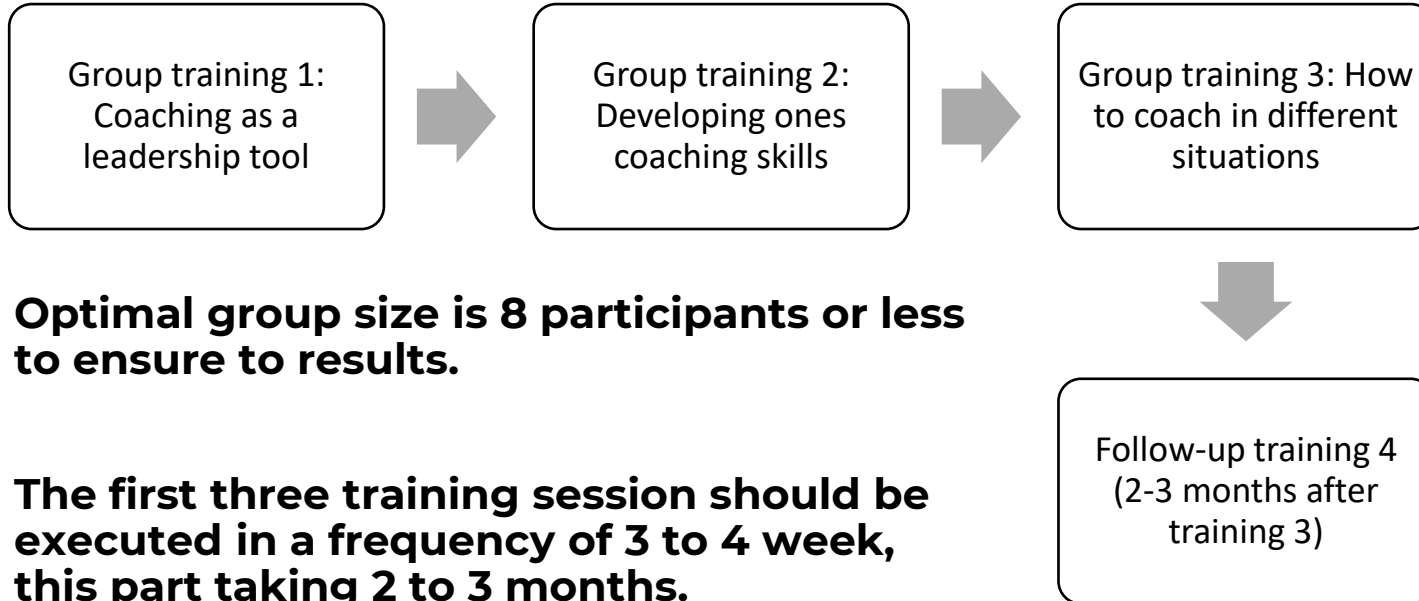 Group training 1:
Coaching as a
leadership tool
Group training 2:
Developing ones
coaching skills
Group training 3: How
to coach in different
situations
Optimal group size is 8 participants or less
to ensure to results.
Follow-up training 4
(2-3 months after
training 3)
The first three training session should be
executed in a frequency of 3 to 4 week,
this part taking 2 to 3 months.